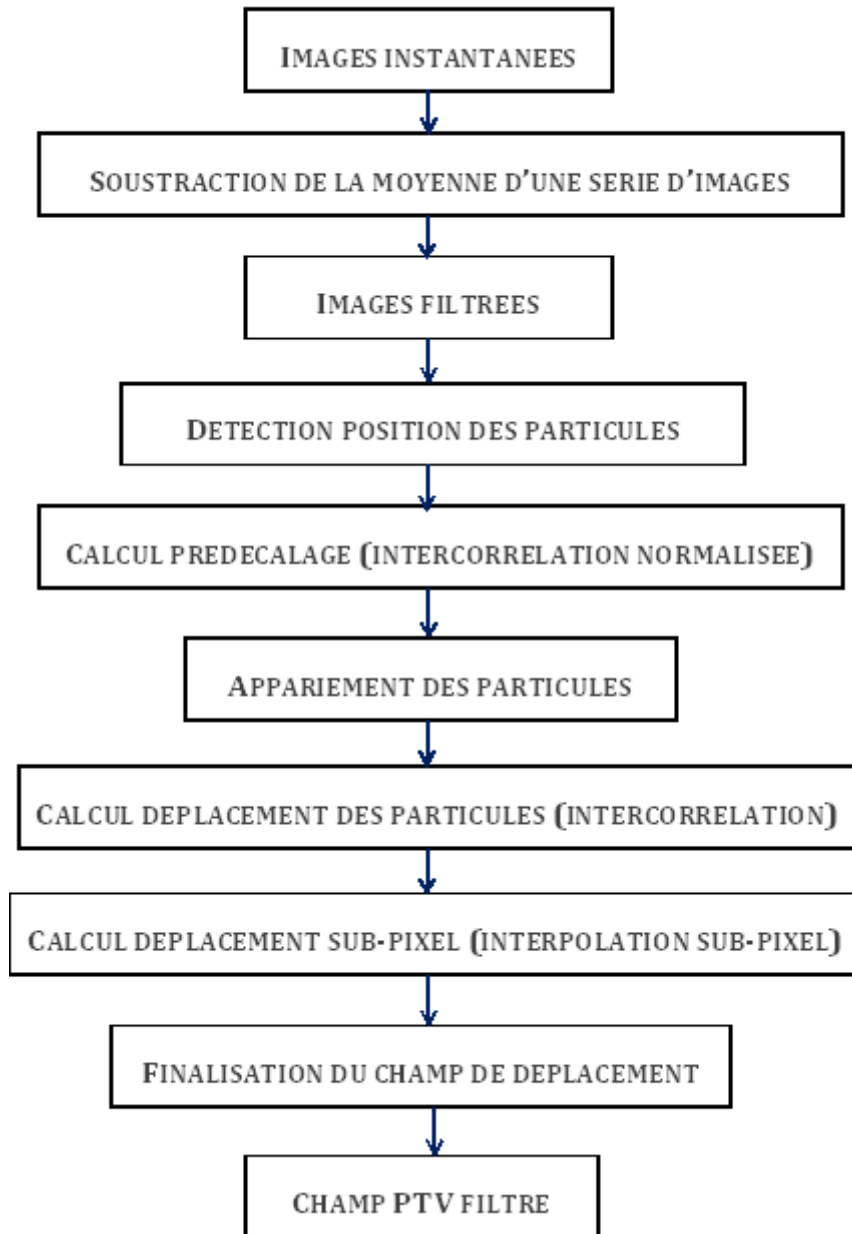 IMAGES INSTANTANEES
SOUSTRACTION DE LA MOYENNE D'UNE SERIE D'IMAGES
IMAGES FILTREES
DETECTION POSITION DES PARTICULES
CALCUL PREDECALAGE (INTERCORRELATION NORMALISEE)
APPARIEMENT DES PARTICULES
CALCUL DEPLACEMENT DES PARTICULES (INTERCORRELATION)
CALCUL DEPLACEMENT SUB-PIXEL (INTERPOLATION SUB-PIXEL)
FINALISATION DU CHAMP DE DEPLACEMENT
CHAMP PTV FILTRE